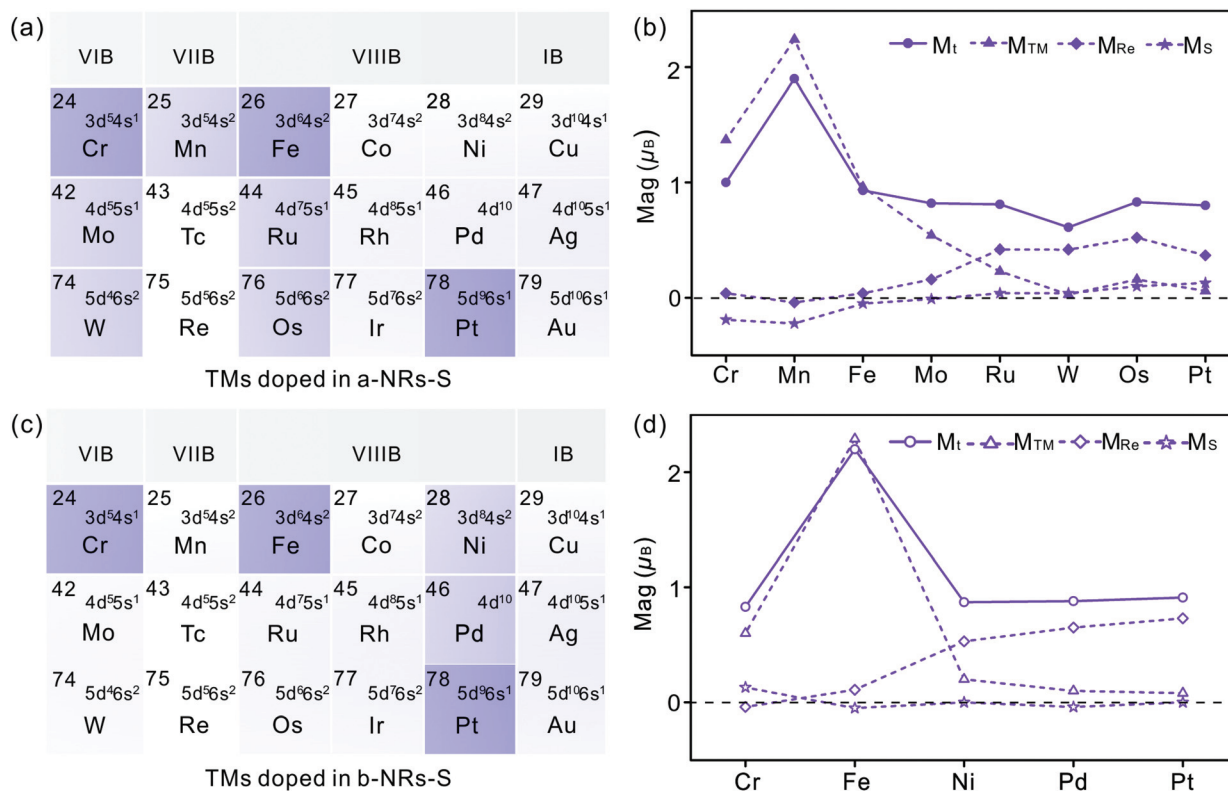 (a)
VIB VIIB VIIIB IB
24 25 26 27 28 29
3d⁵4s¹ 3d⁵4s² 3d⁶4s² 3d⁷4s² 3d⁸4s² 3d¹⁰4s¹
Cr Mn Fe Co Ni Cu
42 43 44 45 46 47
4d⁵5s¹ 4d⁵5s² 4d⁷5s¹ 4d⁸5s¹ 4d¹⁰ 4d¹⁰5s¹
Mo Tc Ru Rh Pd Ag
74 75 76 77 78 79
5d⁴6s² 5d⁵6s² 5d⁶6s² 5d⁷6s² 5d⁹6s¹ 5d¹⁰6s¹
W Re Os Ir Pt Au
TMs doped in a-NRs-S
(b)
Mt MTM MRe MS
2
1
0
Mag (μB)
Cr Mn Fe Mo Ru W Os Pt
(c)
VIB VIIB VIIIB IB
24 25 26 27 28 29
3d⁵4s¹ 3d⁵4s² 3d⁶4s² 3d⁷4s² 3d⁸4s² 3d¹⁰4s¹
Cr Mn Fe Co Ni Cu
42 43 44 45 46 47
4d⁵5s¹ 4d⁵5s² 4d⁷5s¹ 4d⁸5s¹ 4d¹⁰ 4d¹⁰5s¹
Mo Tc Ru Rh Pd Ag
74 75 76 77 78 79
5d⁴6s² 5d⁵6s² 5d⁶6s² 5d⁷6s² 5d⁹6s¹ 5d¹⁰6s¹
W Re Os Ir Pt Au
TMs doped in b-NRs-S
(d)
Mt MTM MRe MS
2
1
0
Mag (μB)
Cr Fe Ni Pd Pt